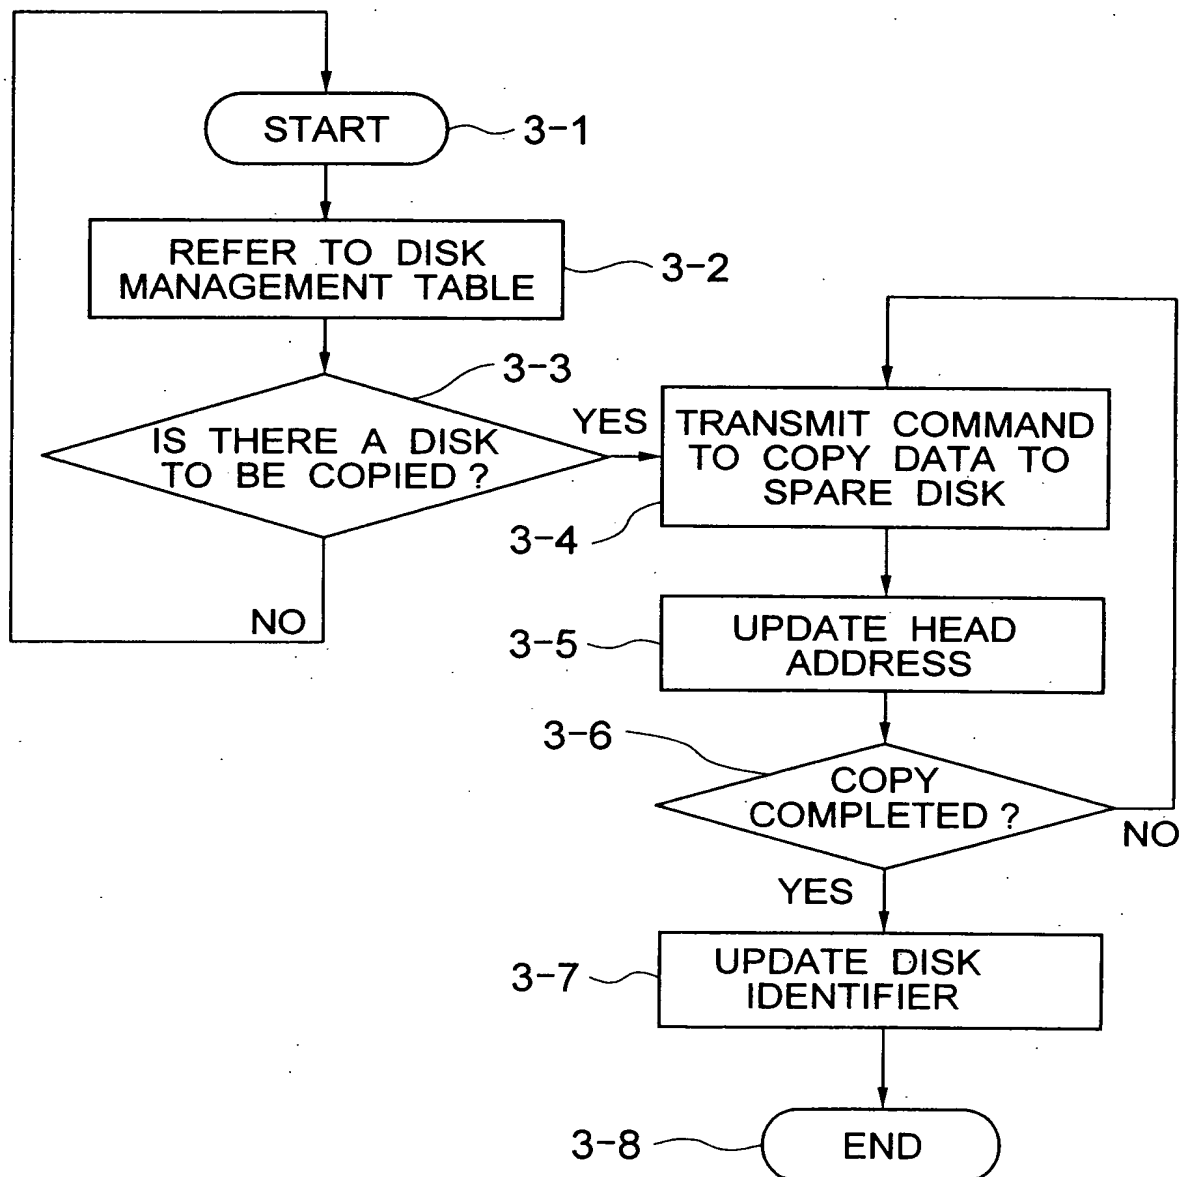 START
3-1
REFER TO DISK
MANAGEMENT TABLE
3-2
3-3
IS THERE A DISK
TO BE COPIED ?
YES
NO
TRANSMIT COMMAND
TO COPY DATA TO
SPARE DISK
3-4
UPDATE HEAD
ADDRESS
3-5
3-6
COPY
COMPLETED ?
NO
YES
UPDATE DISK
IDENTIFIER
3-7
END
3-8